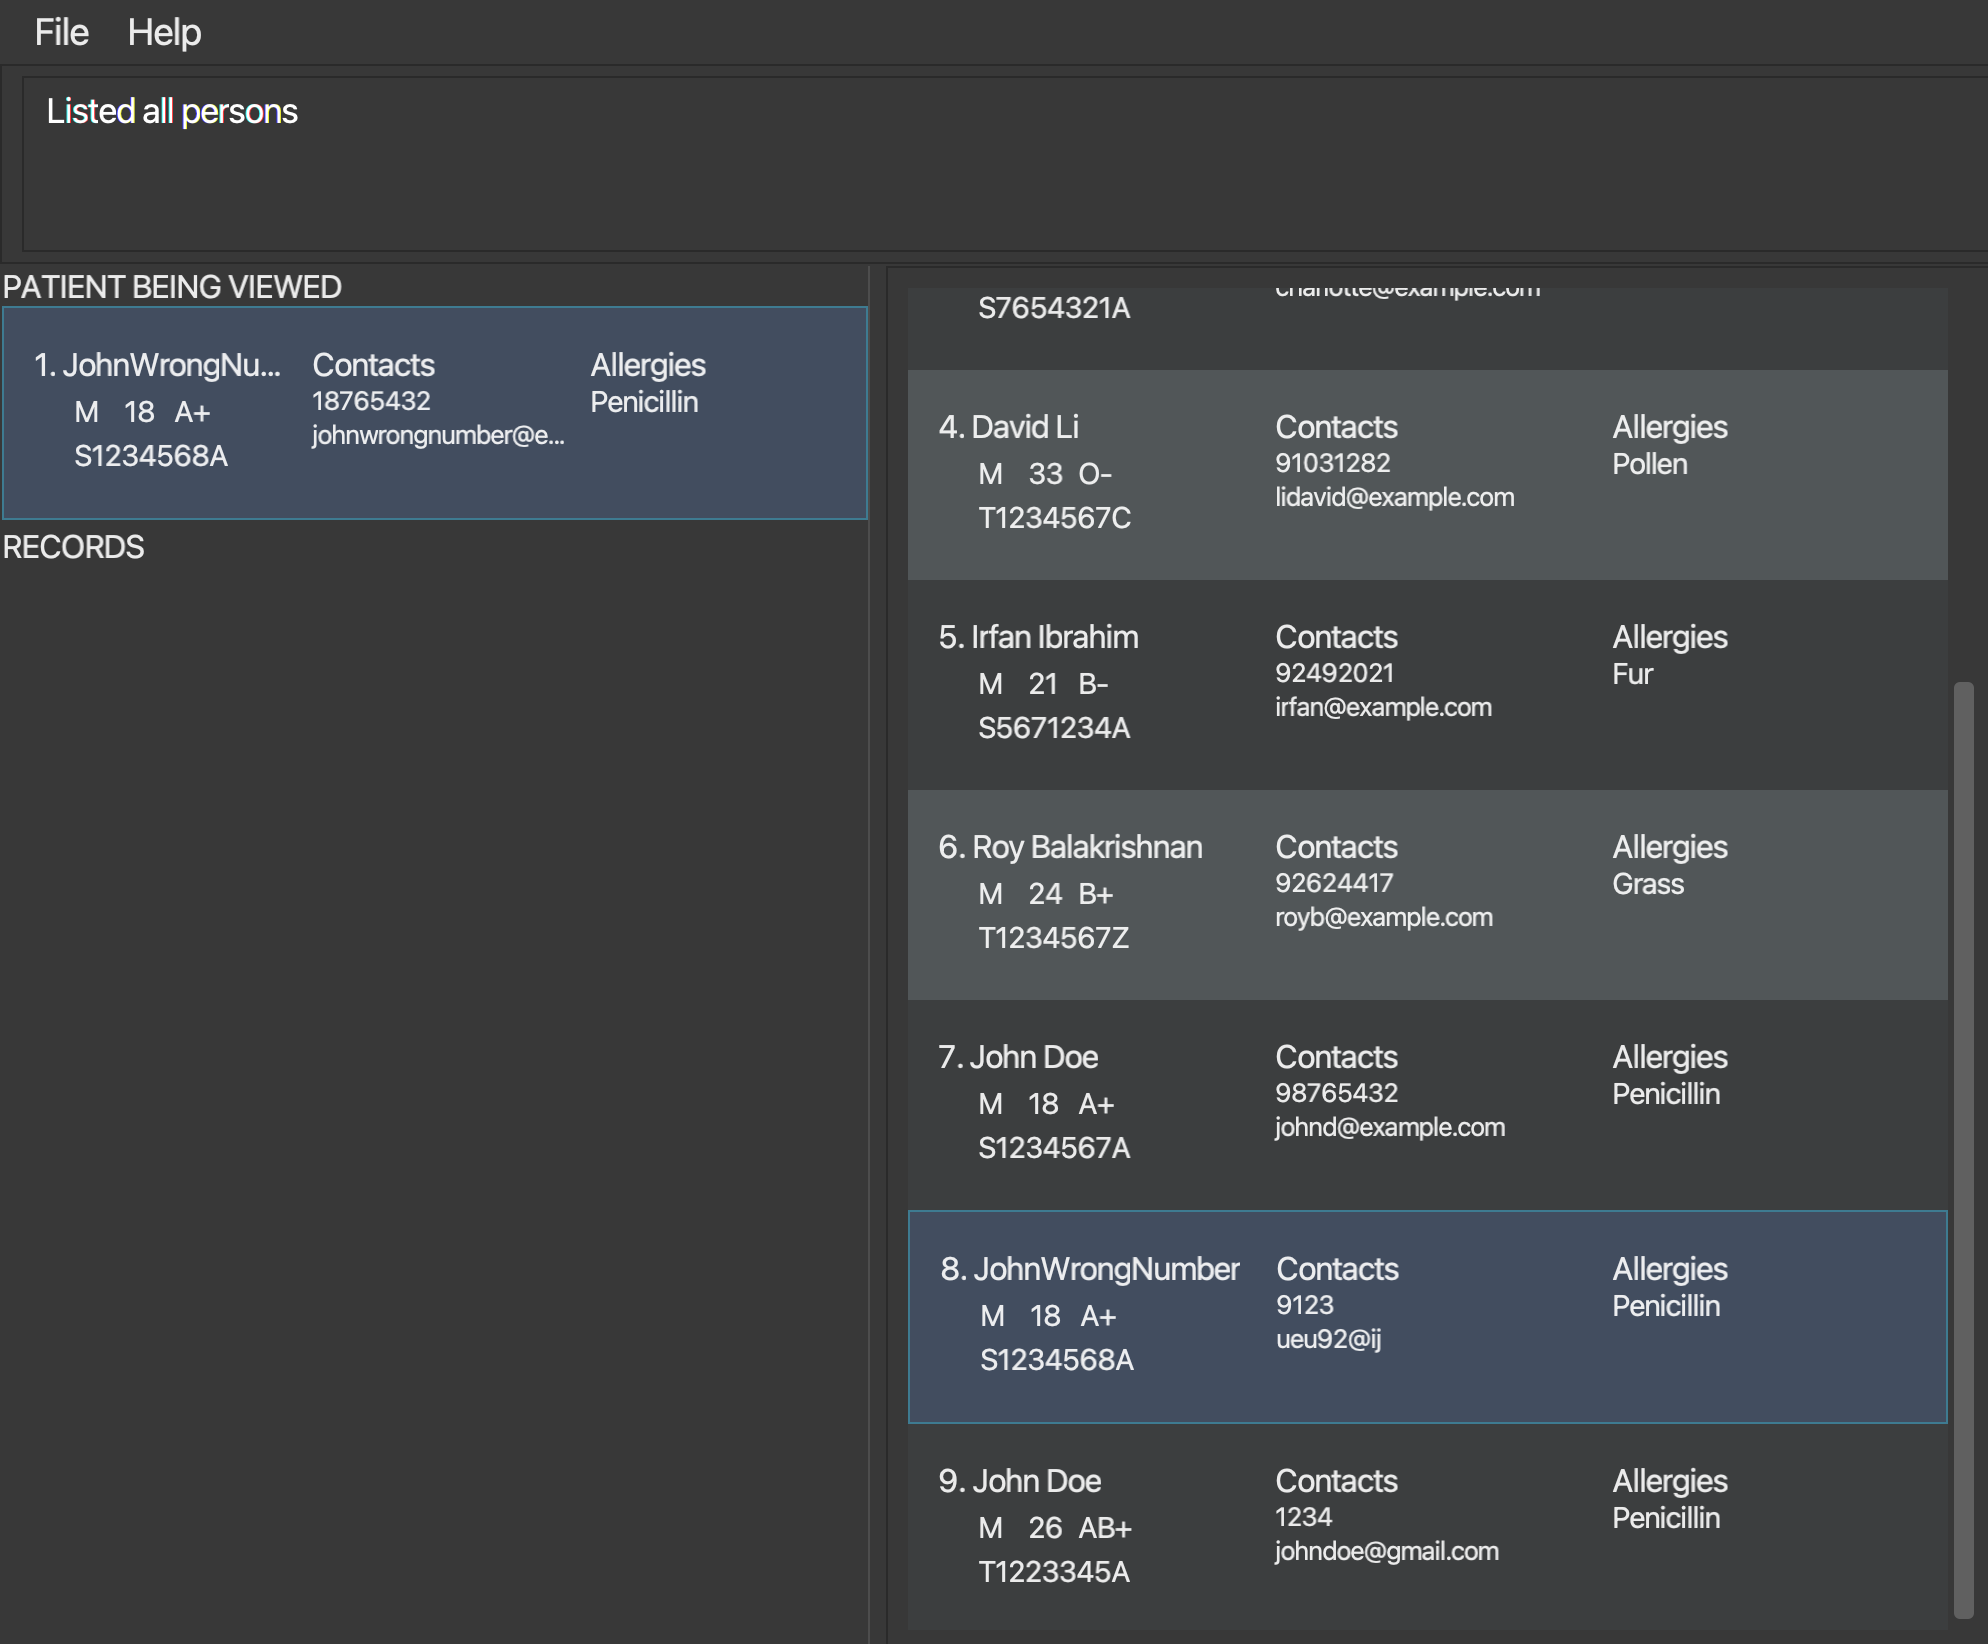 File Help
Listed all persons
PATIENT BEING VIEWED
1. JohnWrongNu... Contacts Allergies
18765432 Penicillin
M 18 A+
johnwrongnumber@e...
S1234568A
RECORDS
charlotte@example.com
S7654321A
4. David Li Contacts Allergies
91031282 Pollen
M 33 O-
lidavid@example.com
T1234567C
5. Irfan Ibrahim Contacts Allergies
92492021 Fur
M 21 B-
irfan@example.com
S5671234A
6. Roy Balakrishnan Contacts Allergies
92624417 Grass
M 24 B+
royb@example.com
T1234567Z
7. John Doe Contacts Allergies
98765432 Penicillin
M 18 A+
johnd@example.com
S1234567A
8. JohnWrongNumber Contacts Allergies
9123 Penicillin
M 18 A+
ueu92@ij
S1234568A
9. John Doe Contacts Allergies
1234 Penicillin
M 26 AB+
johndoe@gmail.com
T1223345A